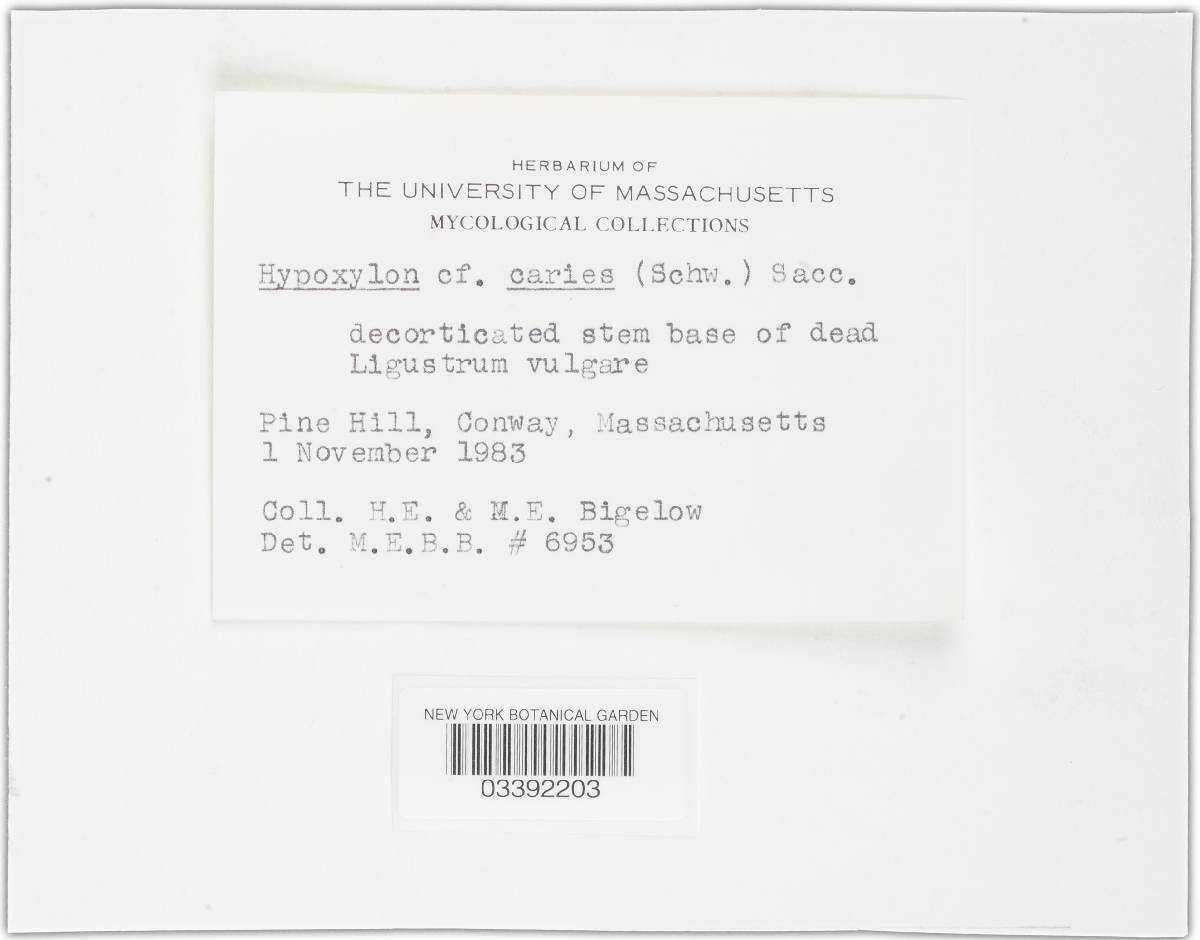 HERBARIUM OF
THE UNIVERSITY OF MASSACHUSETTS
MYCOLOGICAL COLLECTIONS
Hypoxylon cf. caries (Schw.) Sacc.
decorticated stem base of dead
Ligustrum vulgare
Pine Hill, Conway, Massachusetts
1 November 1983
Coll. H.E. & M.E. Bigelow
Det. M.E.B.B. # 6953
NEW YORK BOTANICAL GARDEN
03392203